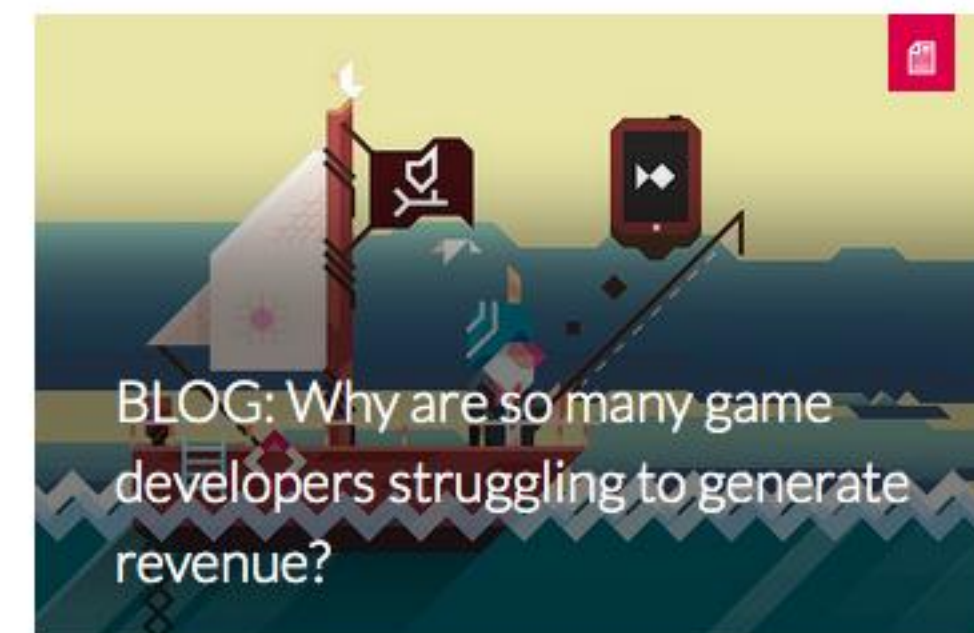 BLOG: Why are so many game
developers struggling to generate
revenue?